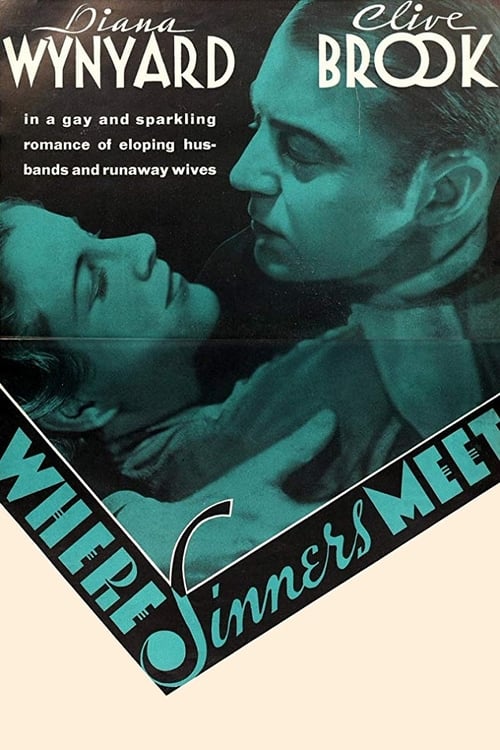 Diana Clive
WYNYARD BROOK
in a gay and sparkling
romance of eloping hus-
bands and runaway wives
WHERE Sinners MEET